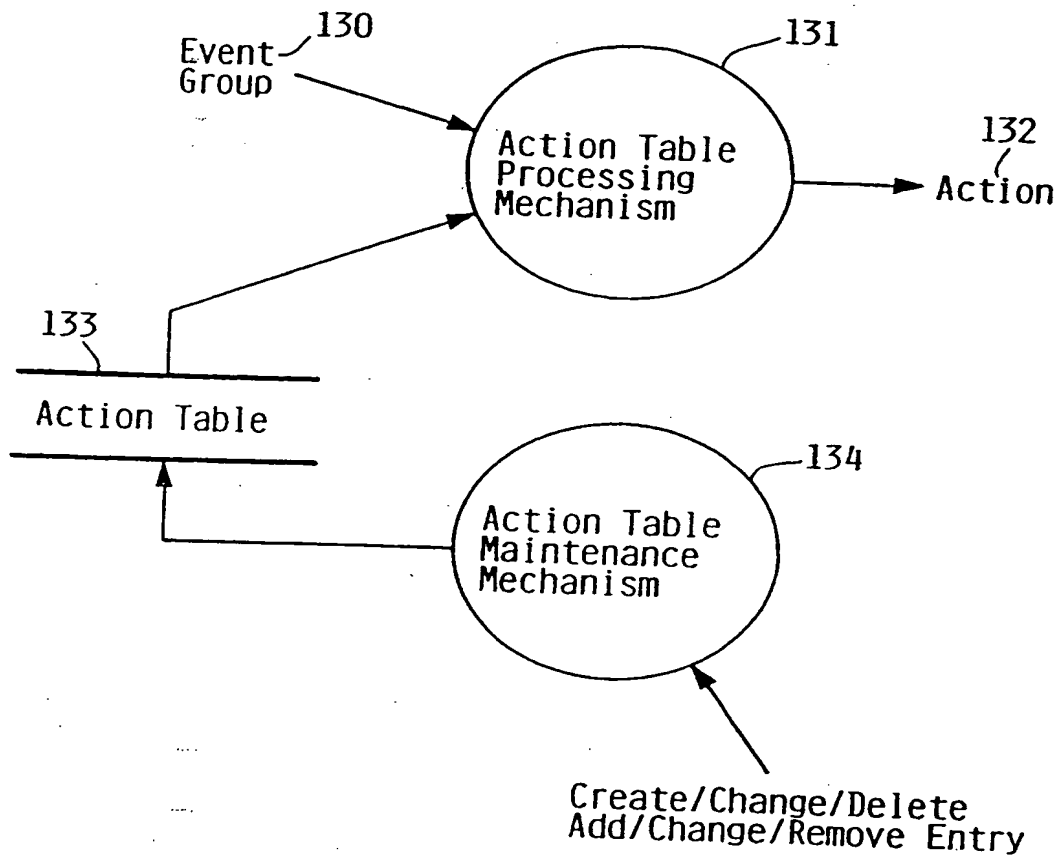 130
Event
Group
131
Action Table
Processing
Mechanism
132
Action
133
Action Table
134
Action Table
Maintenance
Mechanism
Create/Change/Delete
Add/Change/Remove Entry